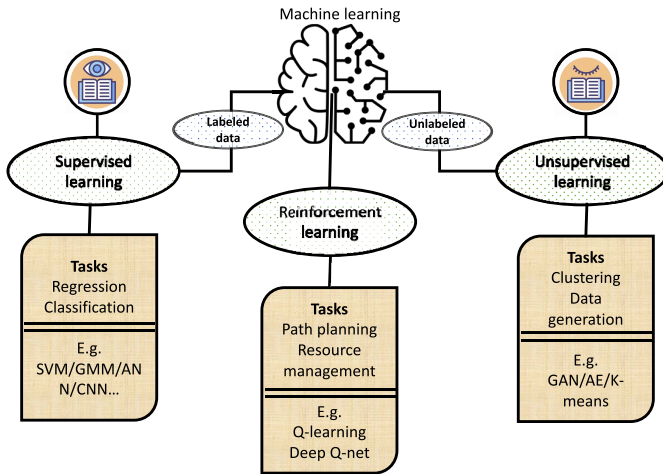 Machine learning
Labeled
data
Unlabeled
data
Supervised
learning
Reinforcement
learning
Unsupervised
learning
Tasks
Regression
Classification
E.g.
SVM/GMM/AN
N/CNN...
Tasks
Path planning
Resource
management
E.g.
Q-learning
Deep Q-net
Tasks
Clustering
Data
generation
E.g.
GAN/AE/K-
means